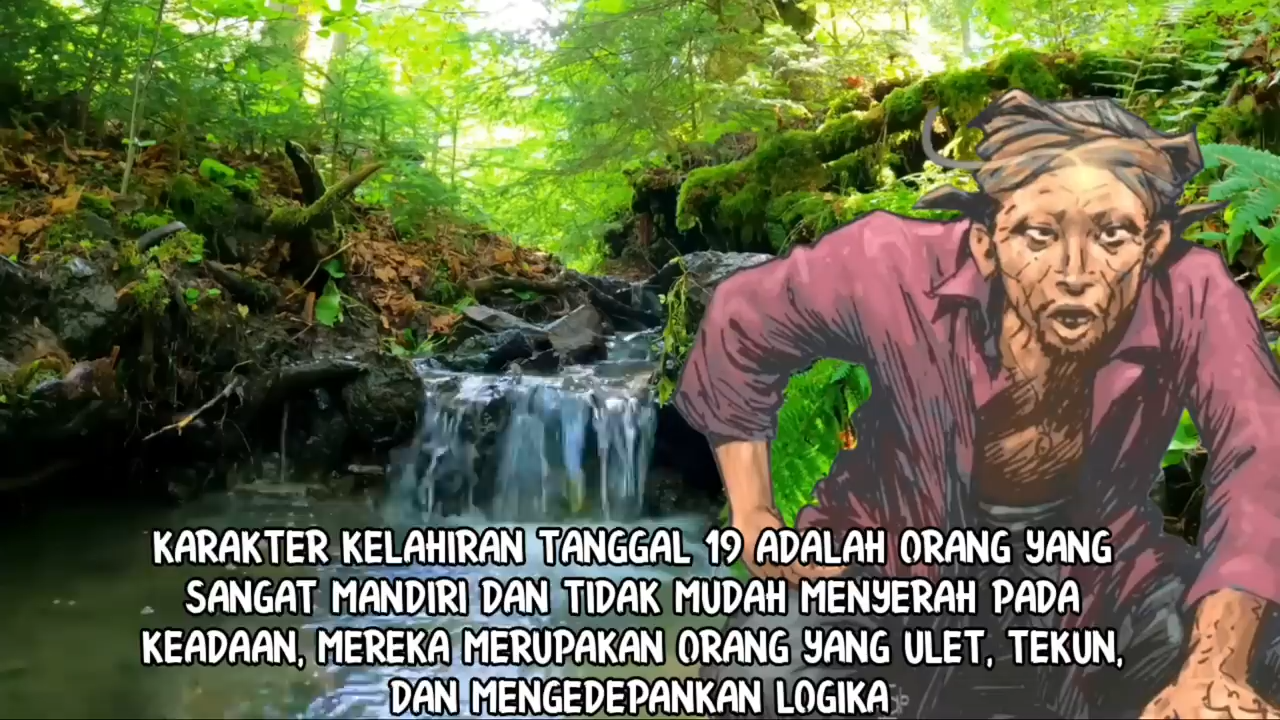 KARAKTER KELAHIRAN TANGGAL 19 ADALAH ORANG YANG
SANGAT MANDIRI DAN TIDAK MUDAH MENYERAH PADA
KEADAAN, MEREKA MERUPAKAN ORANG YANG ULET, TEKUN,
DAN MENGEDEPANKAN LOGIKA